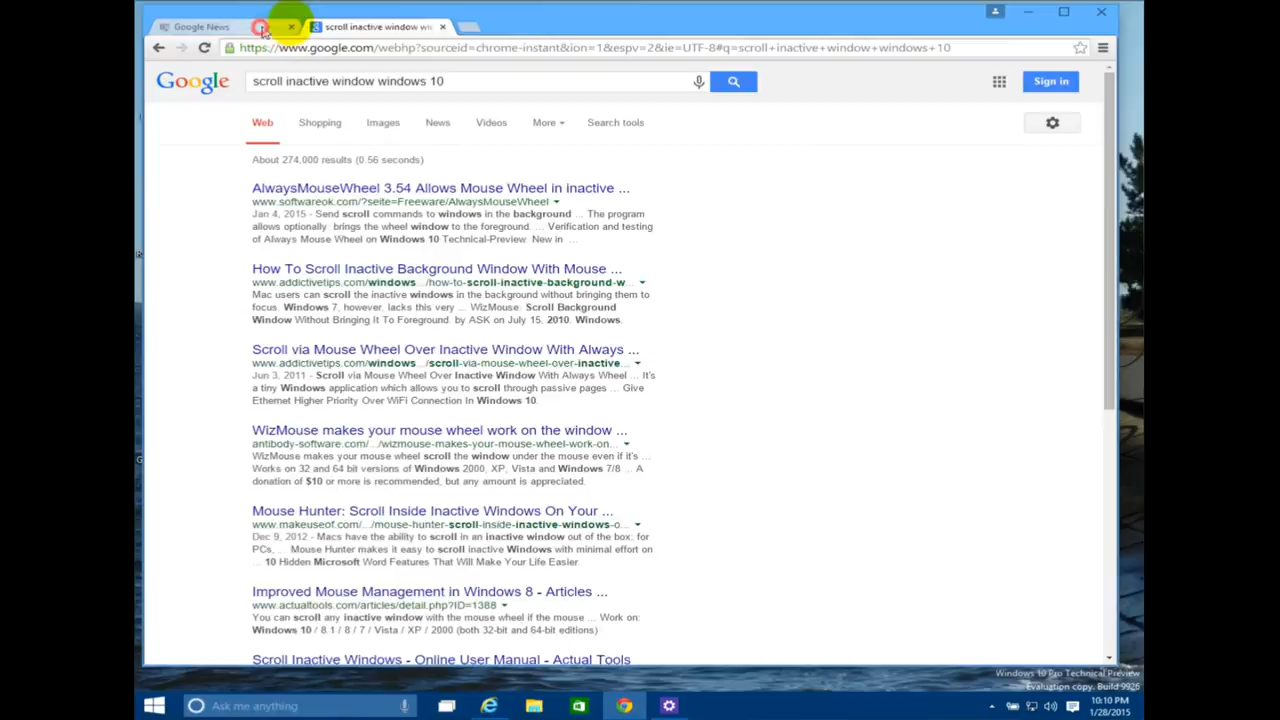 Google News
scroll inactive window wi
https://www.google.com/webhp?sourceid=chrome-instant&ion=1&espv=2&ie=UTF-8#q=scroll+inactive+window+windows+10
Google
scroll inactive window windows 10
Sign in
Web Shopping Images News Videos More Search tools
About 274,000 results (0.56 seconds)
AlwaysMouseWheel 3.54 Allows Mouse Wheel in inactive ...
www.softwareok.com/?seite=Freeware/AlwaysMouseWheel
Jan 4, 2015 - Send scroll commands to windows in the background ... The program
allows optionally brings the wheel window to the foreground. ... Verification and testing
of Always Mouse Wheel on Windows 10 Technical-Preview. New in ...
How To Scroll Inactive Background Window With Mouse ...
www.addictivetips.com/windows.../how-to-scroll-inactive-background-w...
Mac users can scroll the inactive windows in the background without bringing them to
focus. Windows 7, however, lacks this very ... WizMouse: Scroll Background
Window Without Bringing It To Foreground. by ASK on July 15, 2010. Windows.
Scroll via Mouse Wheel Over Inactive Window With Always ...
www.addictivetips.com/windows.../scroll-via-mouse-wheel-over-inactive...
Jun 3, 2011 - Scroll via Mouse Wheel Over Inactive Window With Always Wheel ... It's
a tiny Windows application which allows you to scroll through passive pages ... Give
Ethernet Higher Priority Over WiFi Connection In Windows 10.
WizMouse makes your mouse wheel work on the window ...
antibody-software.com/.../wizmouse-makes-your-mouse-wheel-work-on...
WizMouse makes your mouse wheel scroll the window under the mouse even if it's ...
Works on 32 and 64 bit versions of Windows 2000, XP, Vista and Windows 7/8 ... A
donation of $10 or more is recommended, but any amount is appreciated.
Mouse Hunter: Scroll Inside Inactive Windows On Your ...
www.makeuseof.com/.../mouse-hunter-scroll-inside-inactive-windows-o...
Dec 9, 2012 - Macs have the ability to scroll in an inactive window out of the box: for
PCs, ... Mouse Hunter makes it easy to scroll inactive Windows with minimal effort on
... 10 Hidden Microsoft Word Features That Will Make Your Life Easier.
Improved Mouse Management in Windows 8 - Articles ...
www.actualtools.com/articles/detail.php?ID=1388
You can scroll any inactive window with the mouse wheel if the mouse ... Work on:
Windows 10 / 8.1 / 8 / 7 / Vista / XP / 2000 (both 32-bit and 64-bit editions)
Scroll Inactive Windows - Online User Manual - Actual Tools
Windows 10 Pro Technical Preview
Evaluation copy. Build 9926
Ask me anything
10:10 PM
1/28/2015